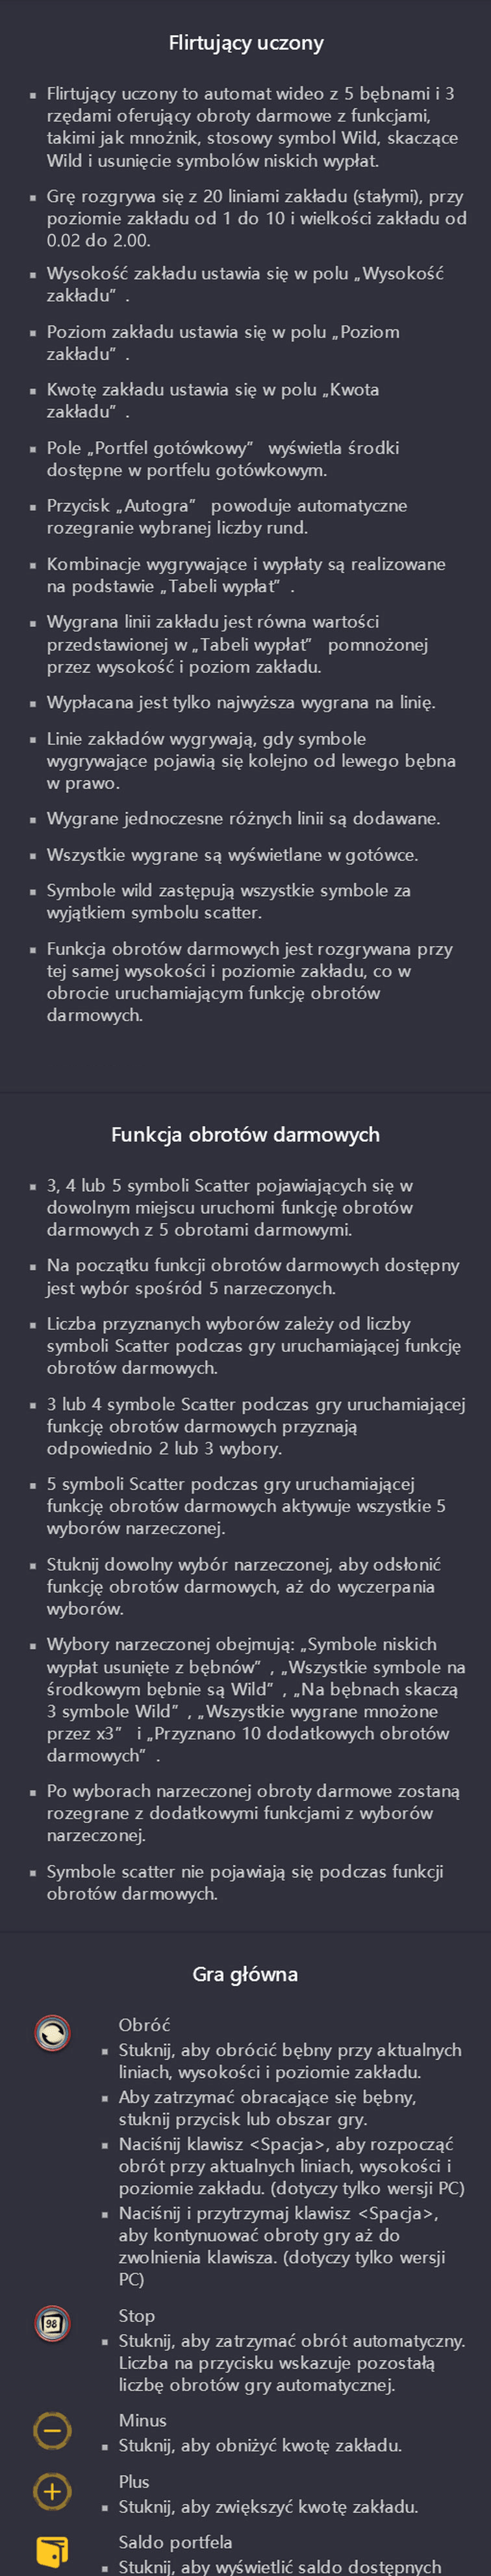 Flirtujący uczony
▪ Flirtujący uczony to automat wideo z 5 bębnami i 3
rzędami oferujący obroty darmowe z funkcjami,
takimi jak mnożnik, stosowy symbol Wild, skaczące
Wild i usunięcie symbolów niskich wypłat.
▪ Grę rozgrywa się z 20 liniami zakładu (stałymi), przy
poziomie zakładu od 1 do 10 i wielkości zakładu od
0.02 do 2.00.
▪ Wysokość zakładu ustawia się w polu „Wysokość
zakładu” .
▪ Poziom zakładu ustawia się w polu „Poziom
zakładu” .
▪ Kwotę zakładu ustawia się w polu „Kwota
zakładu” .
▪ Pole „Portfel gotówkowy” wyświetla środki
dostępne w portfelu gotówkowym.
▪ Przycisk „Autogra” powoduje automatyczne
rozegranie wybranej liczby rund.
▪ Kombinacje wygrywające i wypłaty są realizowane
na podstawie „Tabeli wypłat” .
▪ Wygrana linii zakładu jest równa wartości
przedstawionej w „Tabeli wypłat” pomnożonej
przez wysokość i poziom zakładu.
▪ Wypłacana jest tylko najwyższa wygrana na linię.
▪ Linie zakładów wygrywają, gdy symbole
wygrywające pojawią się kolejno od lewego bębna
w prawo.
▪ Wygrane jednoczesne różnych linii są dodawane.
▪ Wszystkie wygrane są wyświetlane w gotówce.
▪ Symbole wild zastępują wszystkie symbole za
wyjątkiem symbolu scatter.
▪ Funkcja obrotów darmowych jest rozgrywana przy
tej samej wysokości i poziomie zakładu, co w
obrocie uruchamiającym funkcję obrotów
darmowych.
Funkcja obrotów darmowych
▪ 3, 4 lub 5 symboli Scatter pojawiających się w
dowolnym miejscu uruchomi funkcję obrotów
darmowych z 5 obrotami darmowymi.
▪ Na początku funkcji obrotów darmowych dostępny
jest wybór spośród 5 narzeczonych.
▪ Liczba przyznanych wyborów zależy od liczby
symboli Scatter podczas gry uruchamiającej funkcję
obrotów darmowych.
▪ 3 lub 4 symbole Scatter podczas gry uruchamiającej
funkcję obrotów darmowych przyznają
odpowiednio 2 lub 3 wybory.
▪ 5 symboli Scatter podczas gry uruchamiającej
funkcję obrotów darmowych aktywuje wszystkie 5
wyborów narzeczonej.
▪ Stuknij dowolny wybór narzeczonej, aby odsłonić
funkcję obrotów darmowych, aż do wyczerpania
wyborów.
▪ Wybory narzeczonej obejmują: „Symbole niskich
wypłat usunięte z bębnów” , „Wszystkie symbole na
środkowym bębnie są Wild” , „Na bębnach skaczą
3 symbole Wild” , „Wszystkie wygrane mnożone
przez x3” i „Przyznano 10 dodatkowych obrotów
darmowych” .
▪ Po wyborach narzeczonej obroty darmowe zostaną
rozegrane z dodatkowymi funkcjami z wyborów
narzeczonej.
▪ Symbole scatter nie pojawiają się podczas funkcji
obrotów darmowych.
Gra główna
Obróć
▪ Stuknij, aby obrócić bębny przy aktualnych
liniach, wysokości i poziomie zakładu.
▪ Aby zatrzymać obracające się bębny,
stuknij przycisk lub obszar gry.
▪ Naciśnij klawisz <Spacja>, aby rozpocząć
obrót przy aktualnych liniach, wysokości i
poziomie zakładu. (dotyczy tylko wersji PC)
▪ Naciśnij i przytrzymaj klawisz <Spacja>,
aby kontynuować obroty gry aż do
zwolnienia klawisza. (dotyczy tylko wersji
PC)
98
Stop
▪ Stuknij, aby zatrzymać obrót automatyczny.
Liczba na przycisku wskazuje pozostałą
liczbę obrotów gry automatycznej.
Minus
▪ Stuknij, aby obniżyć kwotę zakładu.
Plus
▪ Stuknij, aby zwiększyć kwotę zakładu.
Saldo portfela
▪ Stuknij, aby wyświetlić saldo dostępnych